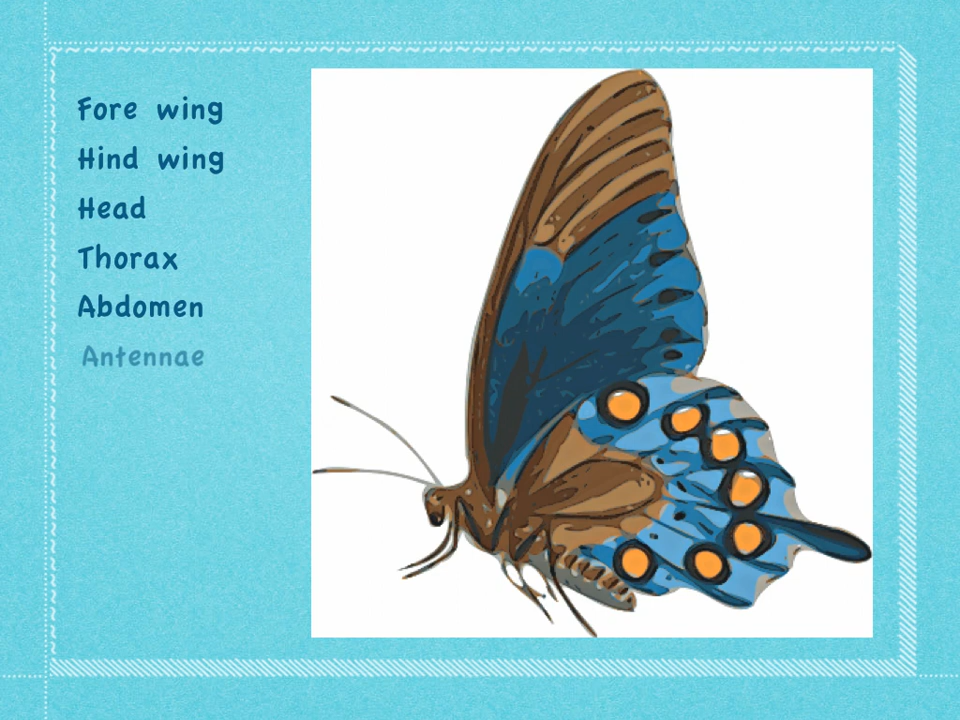 Fore wing
Hind wing
Head
Thorax
Abdomen
Antennae